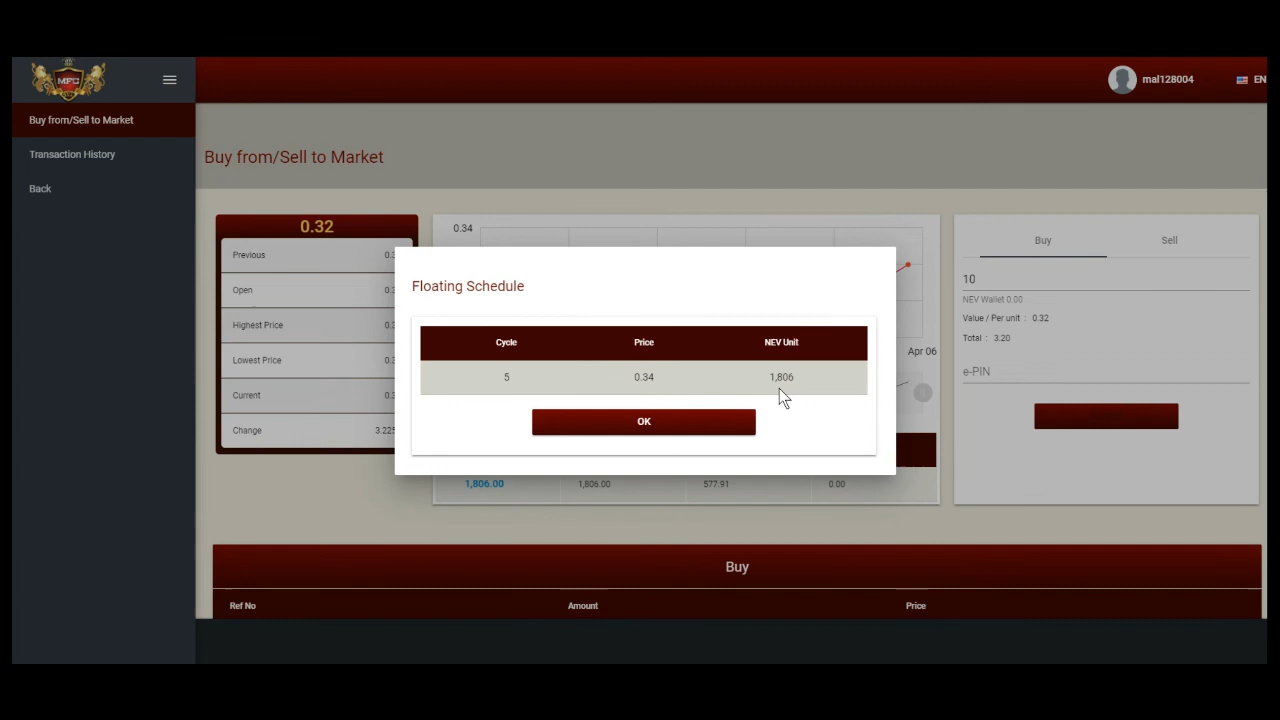 MFC
mal128004
EN
Buy from/Sell to Market
Transaction History
Back
Buy from/Sell to Market
0.32
Previous
Open
Highest Price
Lowest Price
Current
Change 3.225
0.34
Apr 06
Floating Schedule
Cycle Price NEV Unit
5 0.34 1,806
OK
1,806.00 1,806.00 577.91 0.00
Buy Sell
10
NEV Wallet 0.00
Value / Per unit : 0.32
Total : 3.20
e-PIN
Buy
Ref No Amount Price